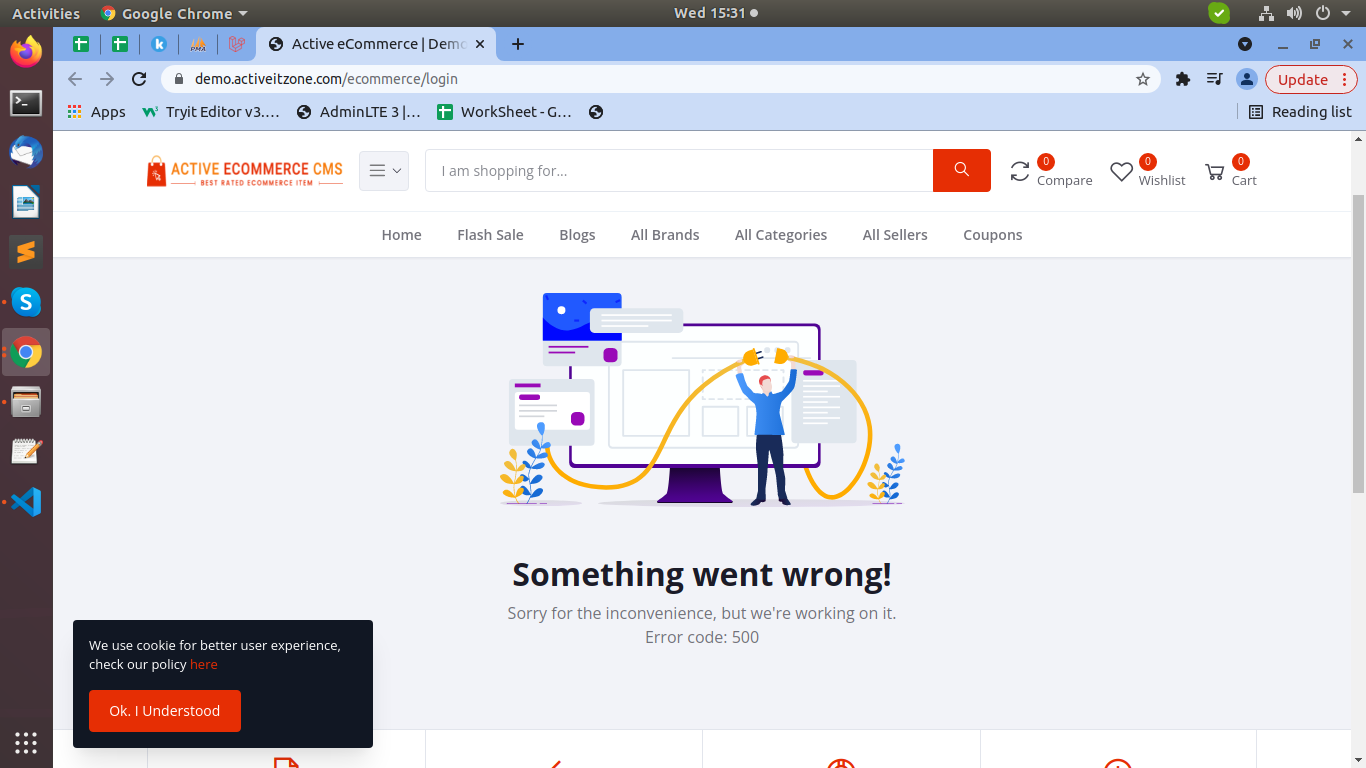 Activities
Google Chrome
Wed 15:31
Active eCommerce | Demo
demo.activeitzone.com/ecommerce/login
Update
Apps
Tryit Editor v3....
AdminLTE 3 |...
WorkSheet - G...
Reading list
ACTIVE ECOMMERCE CMS
BEST RATED ECOMMERCE ITEM
I am shopping for...
0
Compare
0
Wishlist
0
Cart
Home
Flash Sale
Blogs
All Brands
All Categories
All Sellers
Coupons
Something went wrong!
Sorry for the inconvenience, but we're working on it.
Error code: 500
We use cookie for better user experience,
check our policy here
Ok. I Understood